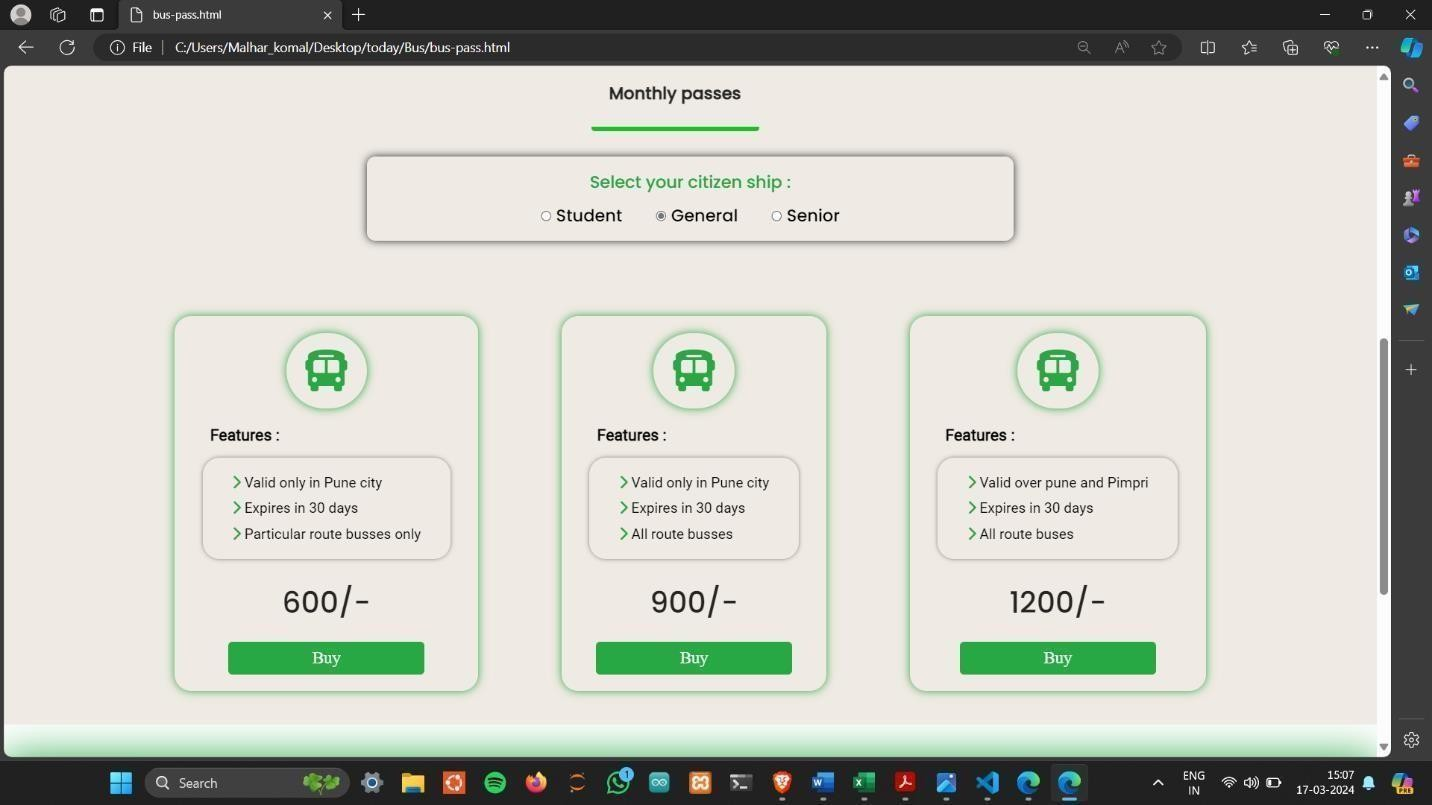 bus-pass.html
File
C:/Users/Malhar_komal/Desktop/today/Bus/bus-pass.html
Monthly passes
Select your citizen ship :
Student General Senior
Features :
Valid only in Pune city
Expires in 30 days
Particular route busses only
600/-
Buy
Features :
Valid only in Pune city
Expires in 30 days
All route busses
900/-
Buy
Features :
Valid over pune and Pimpri
Expires in 30 days
All route buses
1200/-
Buy
Search
1
ENG
IN
15:07
17-03-2024
PRE